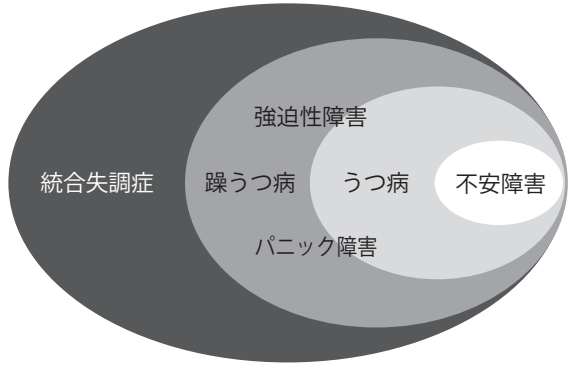 強迫性障害
統合失調症
躁うつ病
うつ病
不安障害
パニック障害